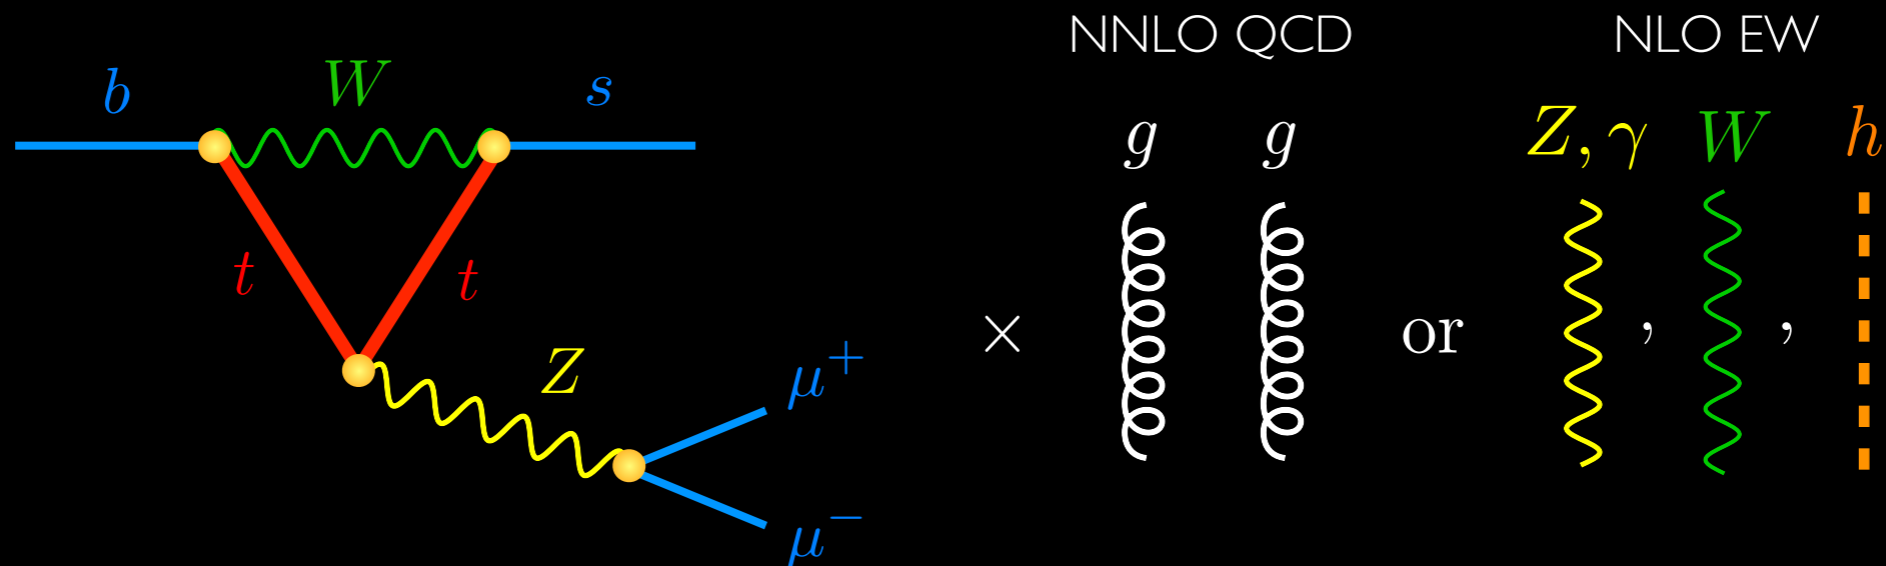 NNLO QCD NLO EW
b W s g g Z, γ W h
t t
× or , ,
Z μ⁺
μ⁻